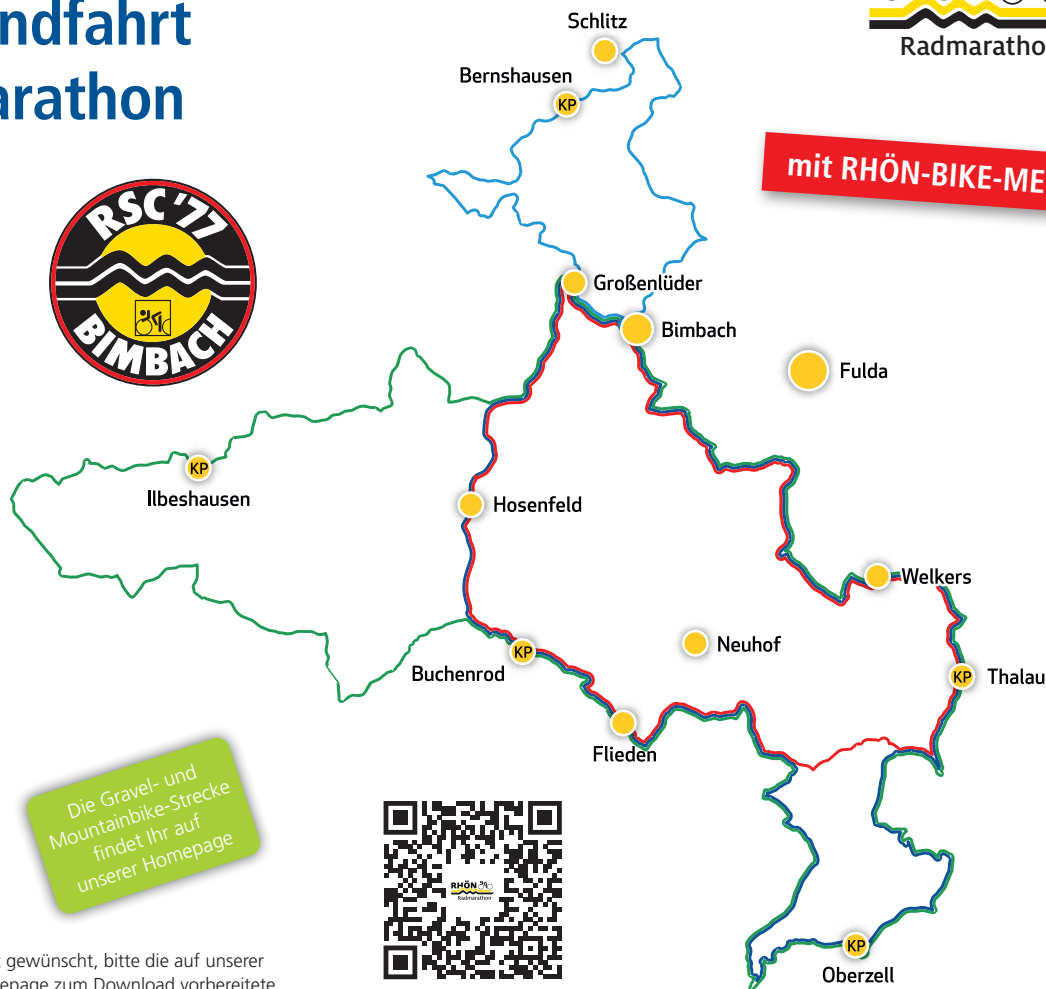 ndfahrt
arathon
Radmaratho
mit RHÖN-BIKE-ME
RSC '77
BIMBACH
Schlitz
Bernshausen
KP
Großenlüder
Bimbach
Fulda
KP
Ilbeshausen
Hosenfeld
Welkers
Neuhof
KP
Buchenrod
KP
Thalau
Flieden
Die Gravel- und
Mountainbike-Strecke
findet Ihr auf
unserer Homepage
RHÖN
Radmarathon
KP
Oberzell
gewünscht, bitte die auf unserer
epage zum Download vorbereitete